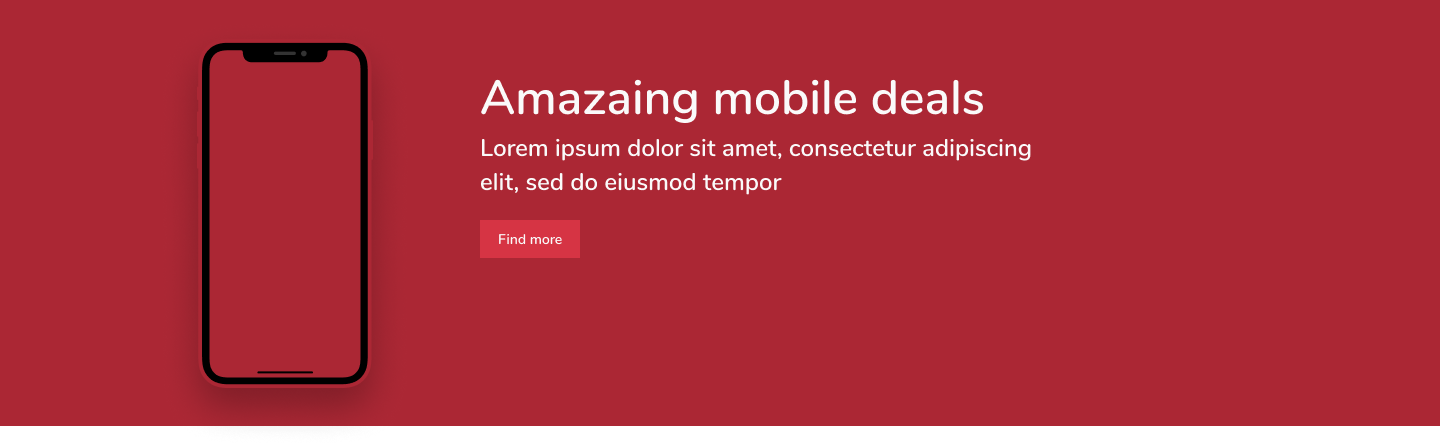 Amazaing mobile deals
Lorem ipsum dolor sit amet, consectetur adipiscing
elit, sed do eiusmod tempor
Find more